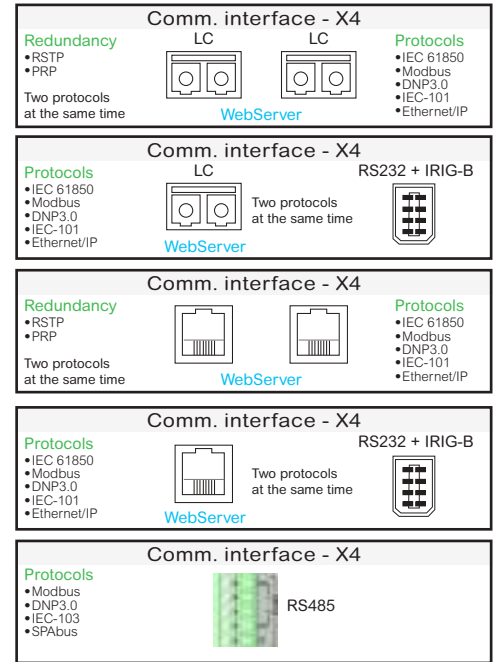 Comm. interface - X4
Redundancy
•RSTP
•PRP
Two protocols
at the same time
LC LC
WebServer
Protocols
•IEC 61850
•Modbus
•DNP3.0
•IEC-101
•Ethernet/IP
Comm. interface - X4
Protocols
•IEC 61850
•Modbus
•DNP3.0
•IEC-101
•Ethernet/IP
LC
WebServer
Two protocols
at the same time
RS232 + IRIG-B
Comm. interface - X4
Redundancy
•RSTP
•PRP
Two protocols
at the same time
WebServer
Protocols
•IEC 61850
•Modbus
•DNP3.0
•IEC-101
•Ethernet/IP
Comm. interface - X4
Protocols
•IEC 61850
•Modbus
•DNP3.0
•IEC-101
•Ethernet/IP
WebServer
Two protocols
at the same time
RS232 + IRIG-B
Comm. interface - X4
Protocols
•Modbus
•DNP3.0
•IEC-103
•SPAbus
RS485